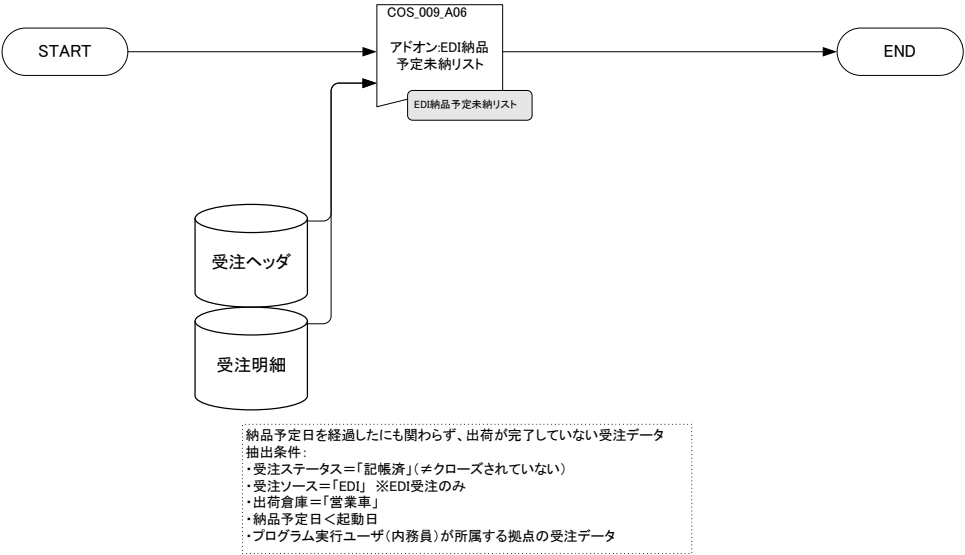 COS_009_A06
START
アドオン:EDI納品
予定未納リスト
END
EDI納品予定未納リスト
受注ヘッダ
受注明細
納品予定日を経過したにも関わらず、出荷が完了していない受注データ
抽出条件:
・受注ステータス＝「記帳済」（≠クローズされていない）
・受注ソース＝「EDI」 ※EDI受注のみ
・出荷倉庫＝「営業車」
・納品予定日＜起動日
・プログラム実行ユーザ（内務員）が所属する拠点の受注データ